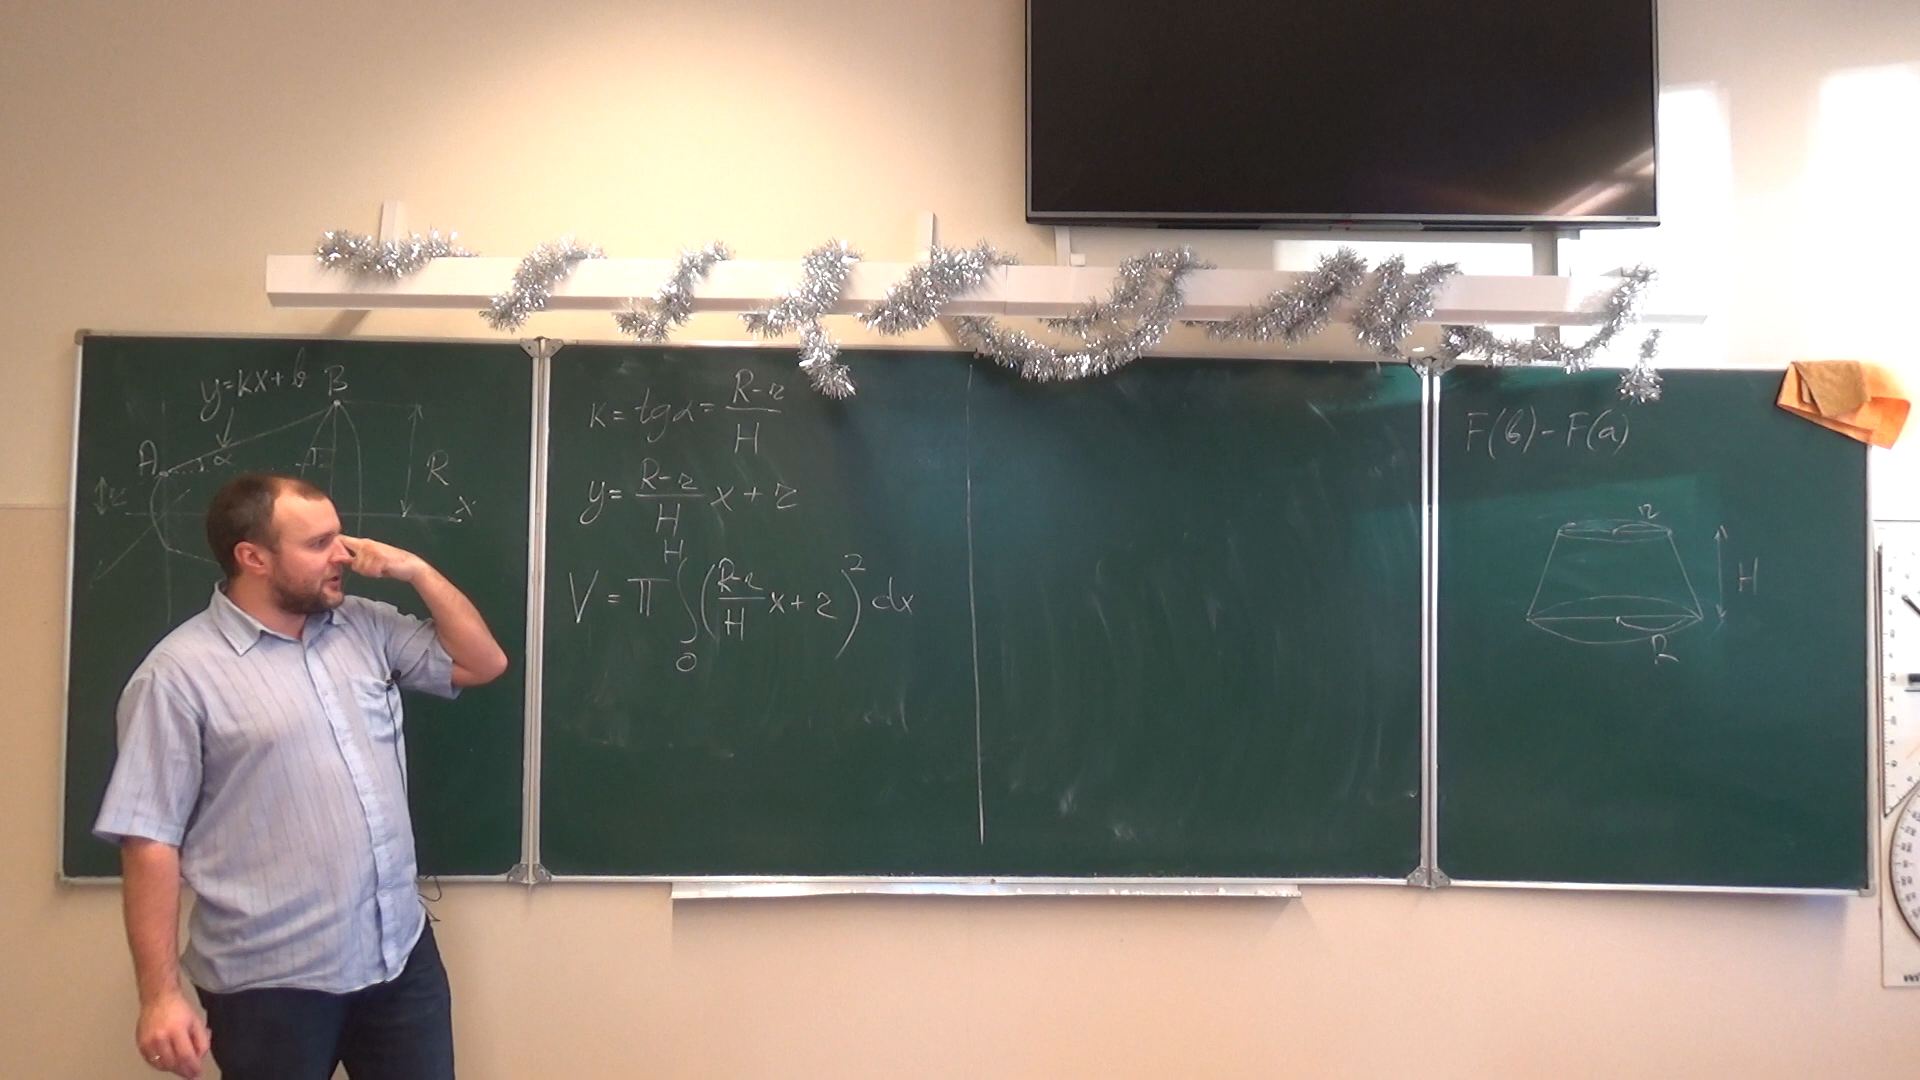 y=kx+b
B
A
α
r
R
x
k = tgα = (R-r)/H
y = (R-r)/H x + r
V = π ∫₀ᴴ ((R-r)/H x + r)² dx
F(b)-F(a)
r
H
R